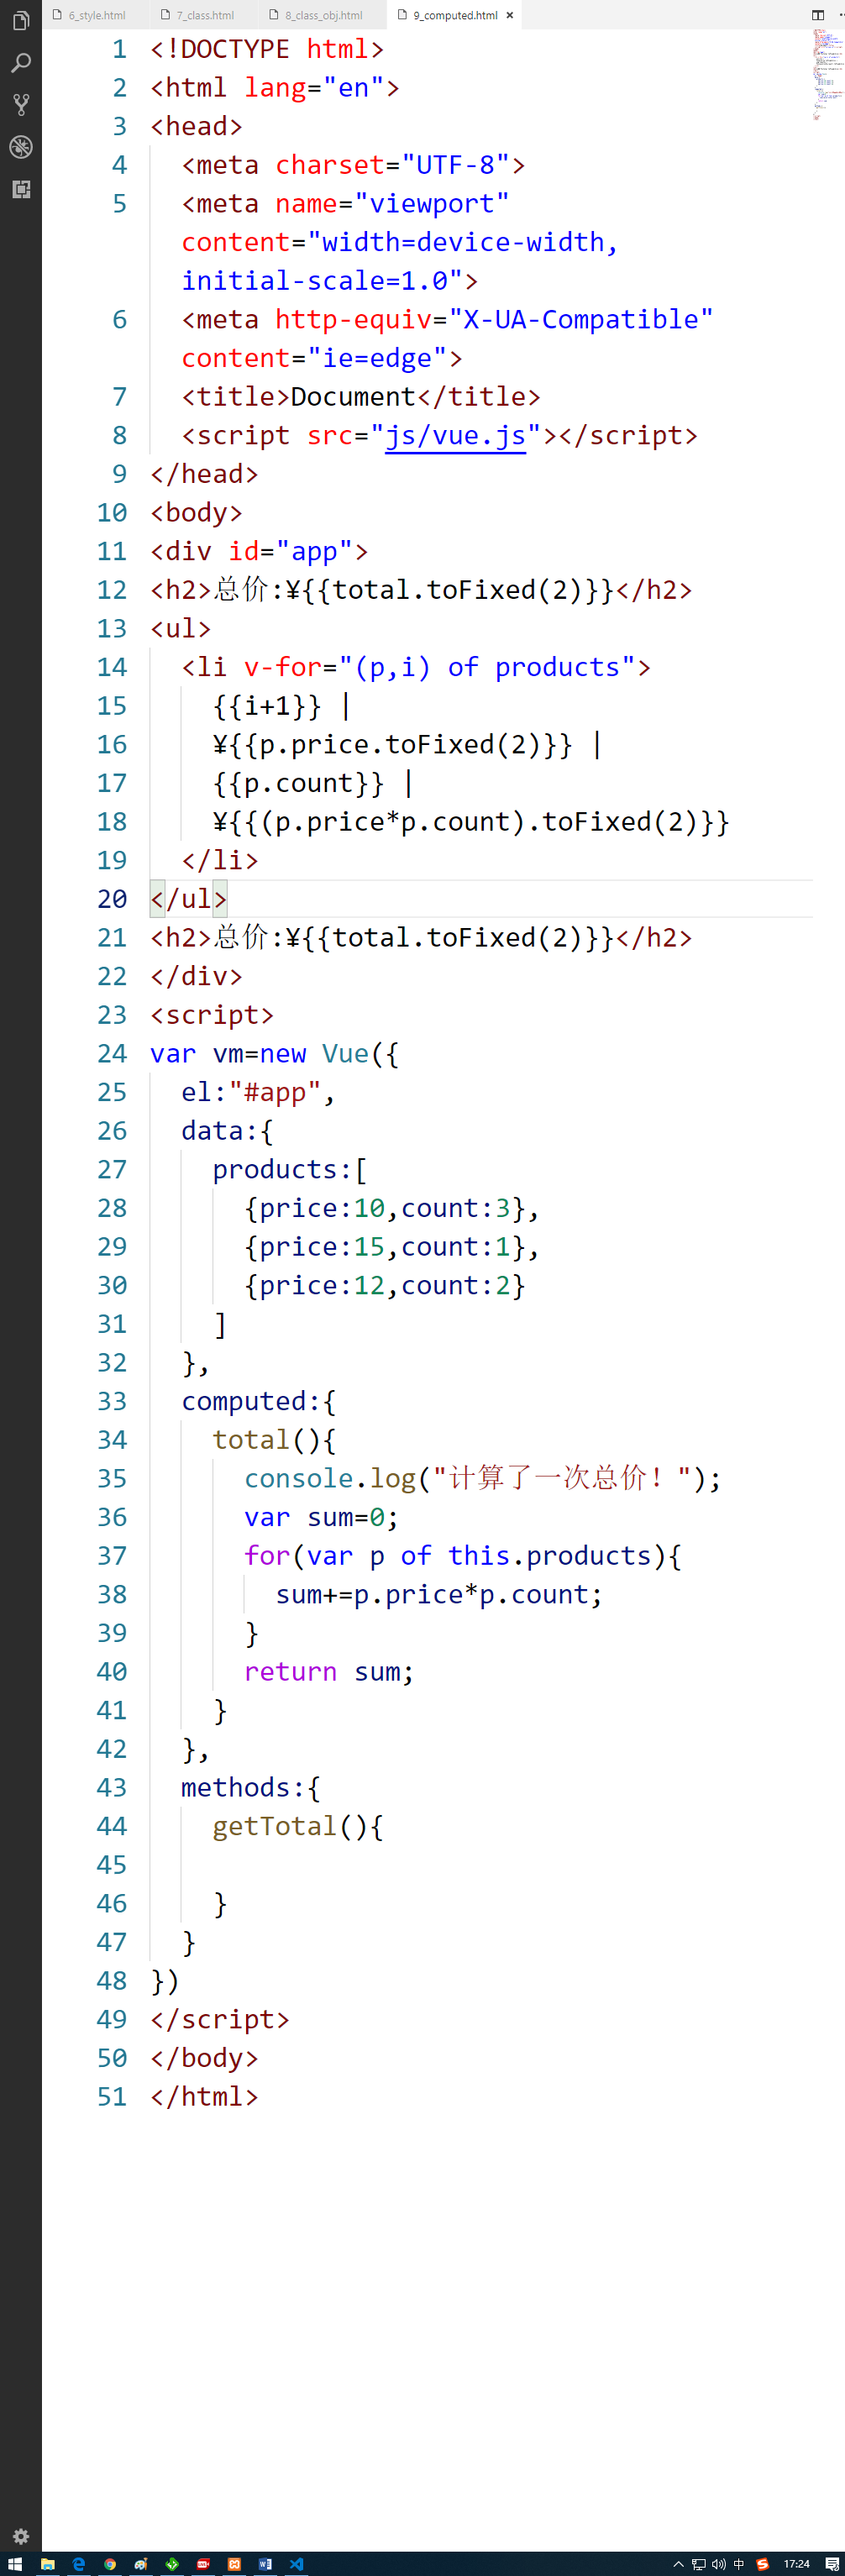 6_style.html 7_class.html 8_class_obj.html 9_computed.html ×
1 <!DOCTYPE html>
2 <html lang="en">
3 <head>
4 <meta charset="UTF-8">
5 <meta name="viewport"
content="width=device-width,
initial-scale=1.0">
6 <meta http-equiv="X-UA-Compatible"
content="ie=edge">
7 <title>Document</title>
8 <script src="js/vue.js"></script>
9 </head>
10 <body>
11 <div id="app">
12 <h2>总价:¥{{total.toFixed(2)}}</h2>
13 <ul>
14 <li v-for="(p,i) of products">
15 {{i+1}} |
16 ¥{{p.price.toFixed(2)}} |
17 {{p.count}} |
18 ¥{{(p.price*p.count).toFixed(2)}}
19 </li>
20 </ul>
21 <h2>总价:¥{{total.toFixed(2)}}</h2>
22 </div>
23 <script>
24 var vm=new Vue({
25 el:"#app",
26 data:{
27 products:[
28 {price:10,count:3},
29 {price:15,count:1},
30 {price:12,count:2}
31 ]
32 },
33 computed:{
34 total(){
35 console.log("计算了一次总价！");
36 var sum=0;
37 for(var p of this.products){
38 sum+=p.price*p.count;
39 }
40 return sum;
41 }
42 },
43 methods:{
44 getTotal(){
45
46 }
47 }
48 })
49 </script>
50 </body>
51 </html>
中 17:24